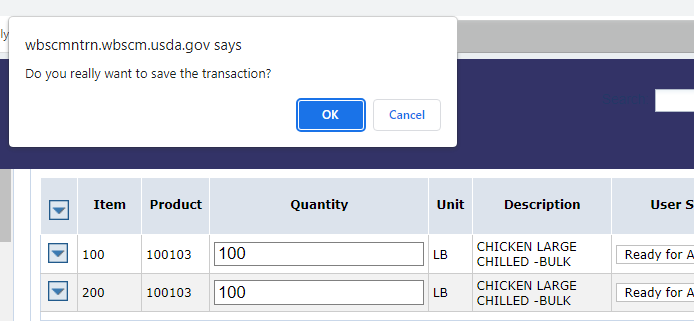 ly
wbscmntrn.wbscm.usda.gov says
Do you really want to save the transaction?
OK Cancel
Item Product Quantity Unit Description User S
100 100103 100 LB CHICKEN LARGE CHILLED -BULK Ready for A
200 100103 100 LB CHICKEN LARGE CHILLED -BULK Ready for A